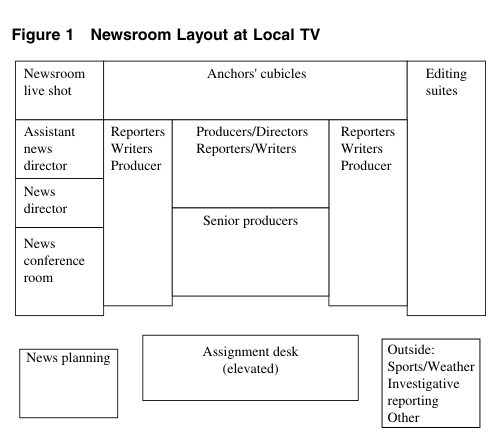 Figure 1 Newsroom Layout at Local TV
Newsroom
live shot
Anchors' cubicles
Editing
suites
Assistant
news
director
Reporters
Writers
Producer
Producers/Directors
Reporters/Writers
Reporters
Writers
Producer
News
director
Senior producers
News
conference
room
News planning
Assignment desk
(elevated)
Outside:
Sports/Weather
Investigative
reporting
Other